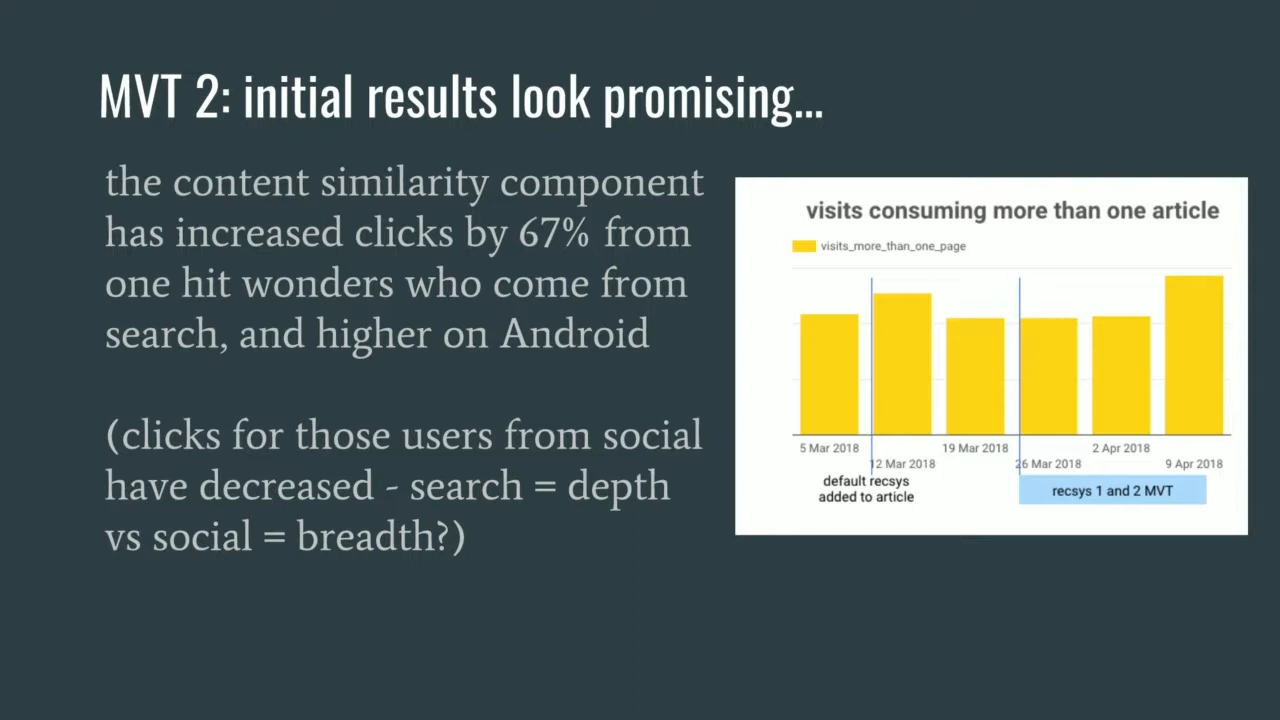 MVT 2: initial results look promising...
the content similarity component
has increased clicks by 67% from
one hit wonders who come from
search, and higher on Android
(clicks for those users from social
have decreased - search = depth
vs social = breadth?)
visits consuming more than one article
visits_more_than_one_page
5 Mar 2018
12 Mar 2018
19 Mar 2018
26 Mar 2018
2 Apr 2018
9 Apr 2018
default recsys
added to article
recsys 1 and 2 MVT